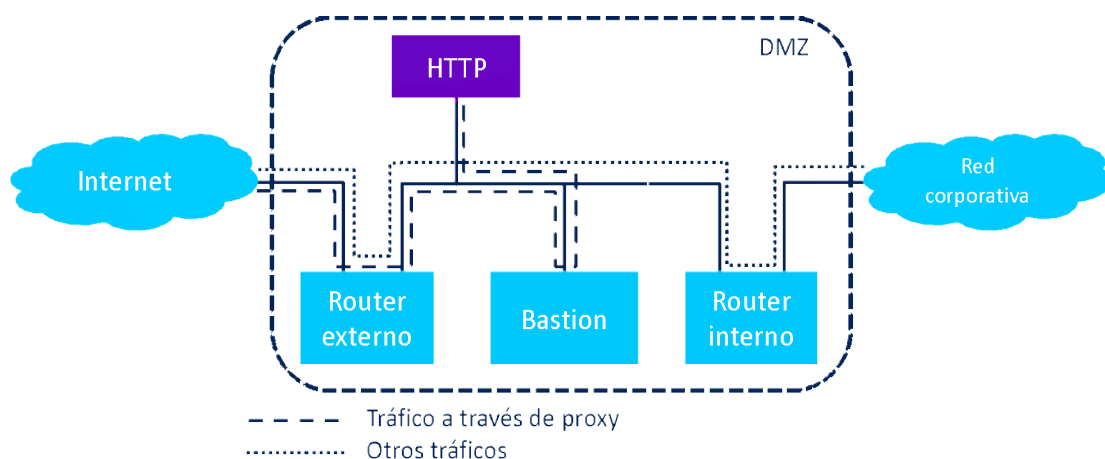 DMZ
HTTP
Internet
Red
corporativa
Router
externo
Bastion
Router
interno
Tráfico a través de proxy
Otros tráficos